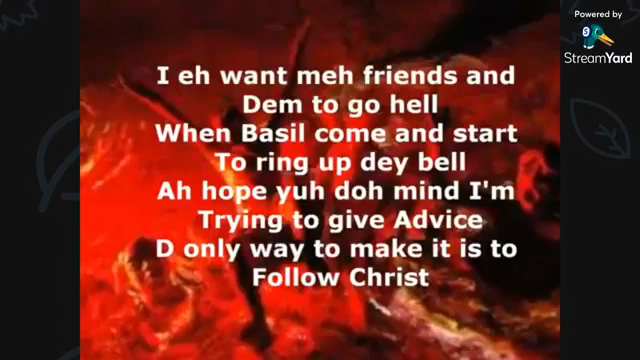 Powered by
StreamYard
I eh want meh friends and
Dem to go hell
When Basil come and start
To ring up dey bell
Ah hope yuh doh mind I'm
Trying to give Advice
D only way to make it is to
Follow Christ